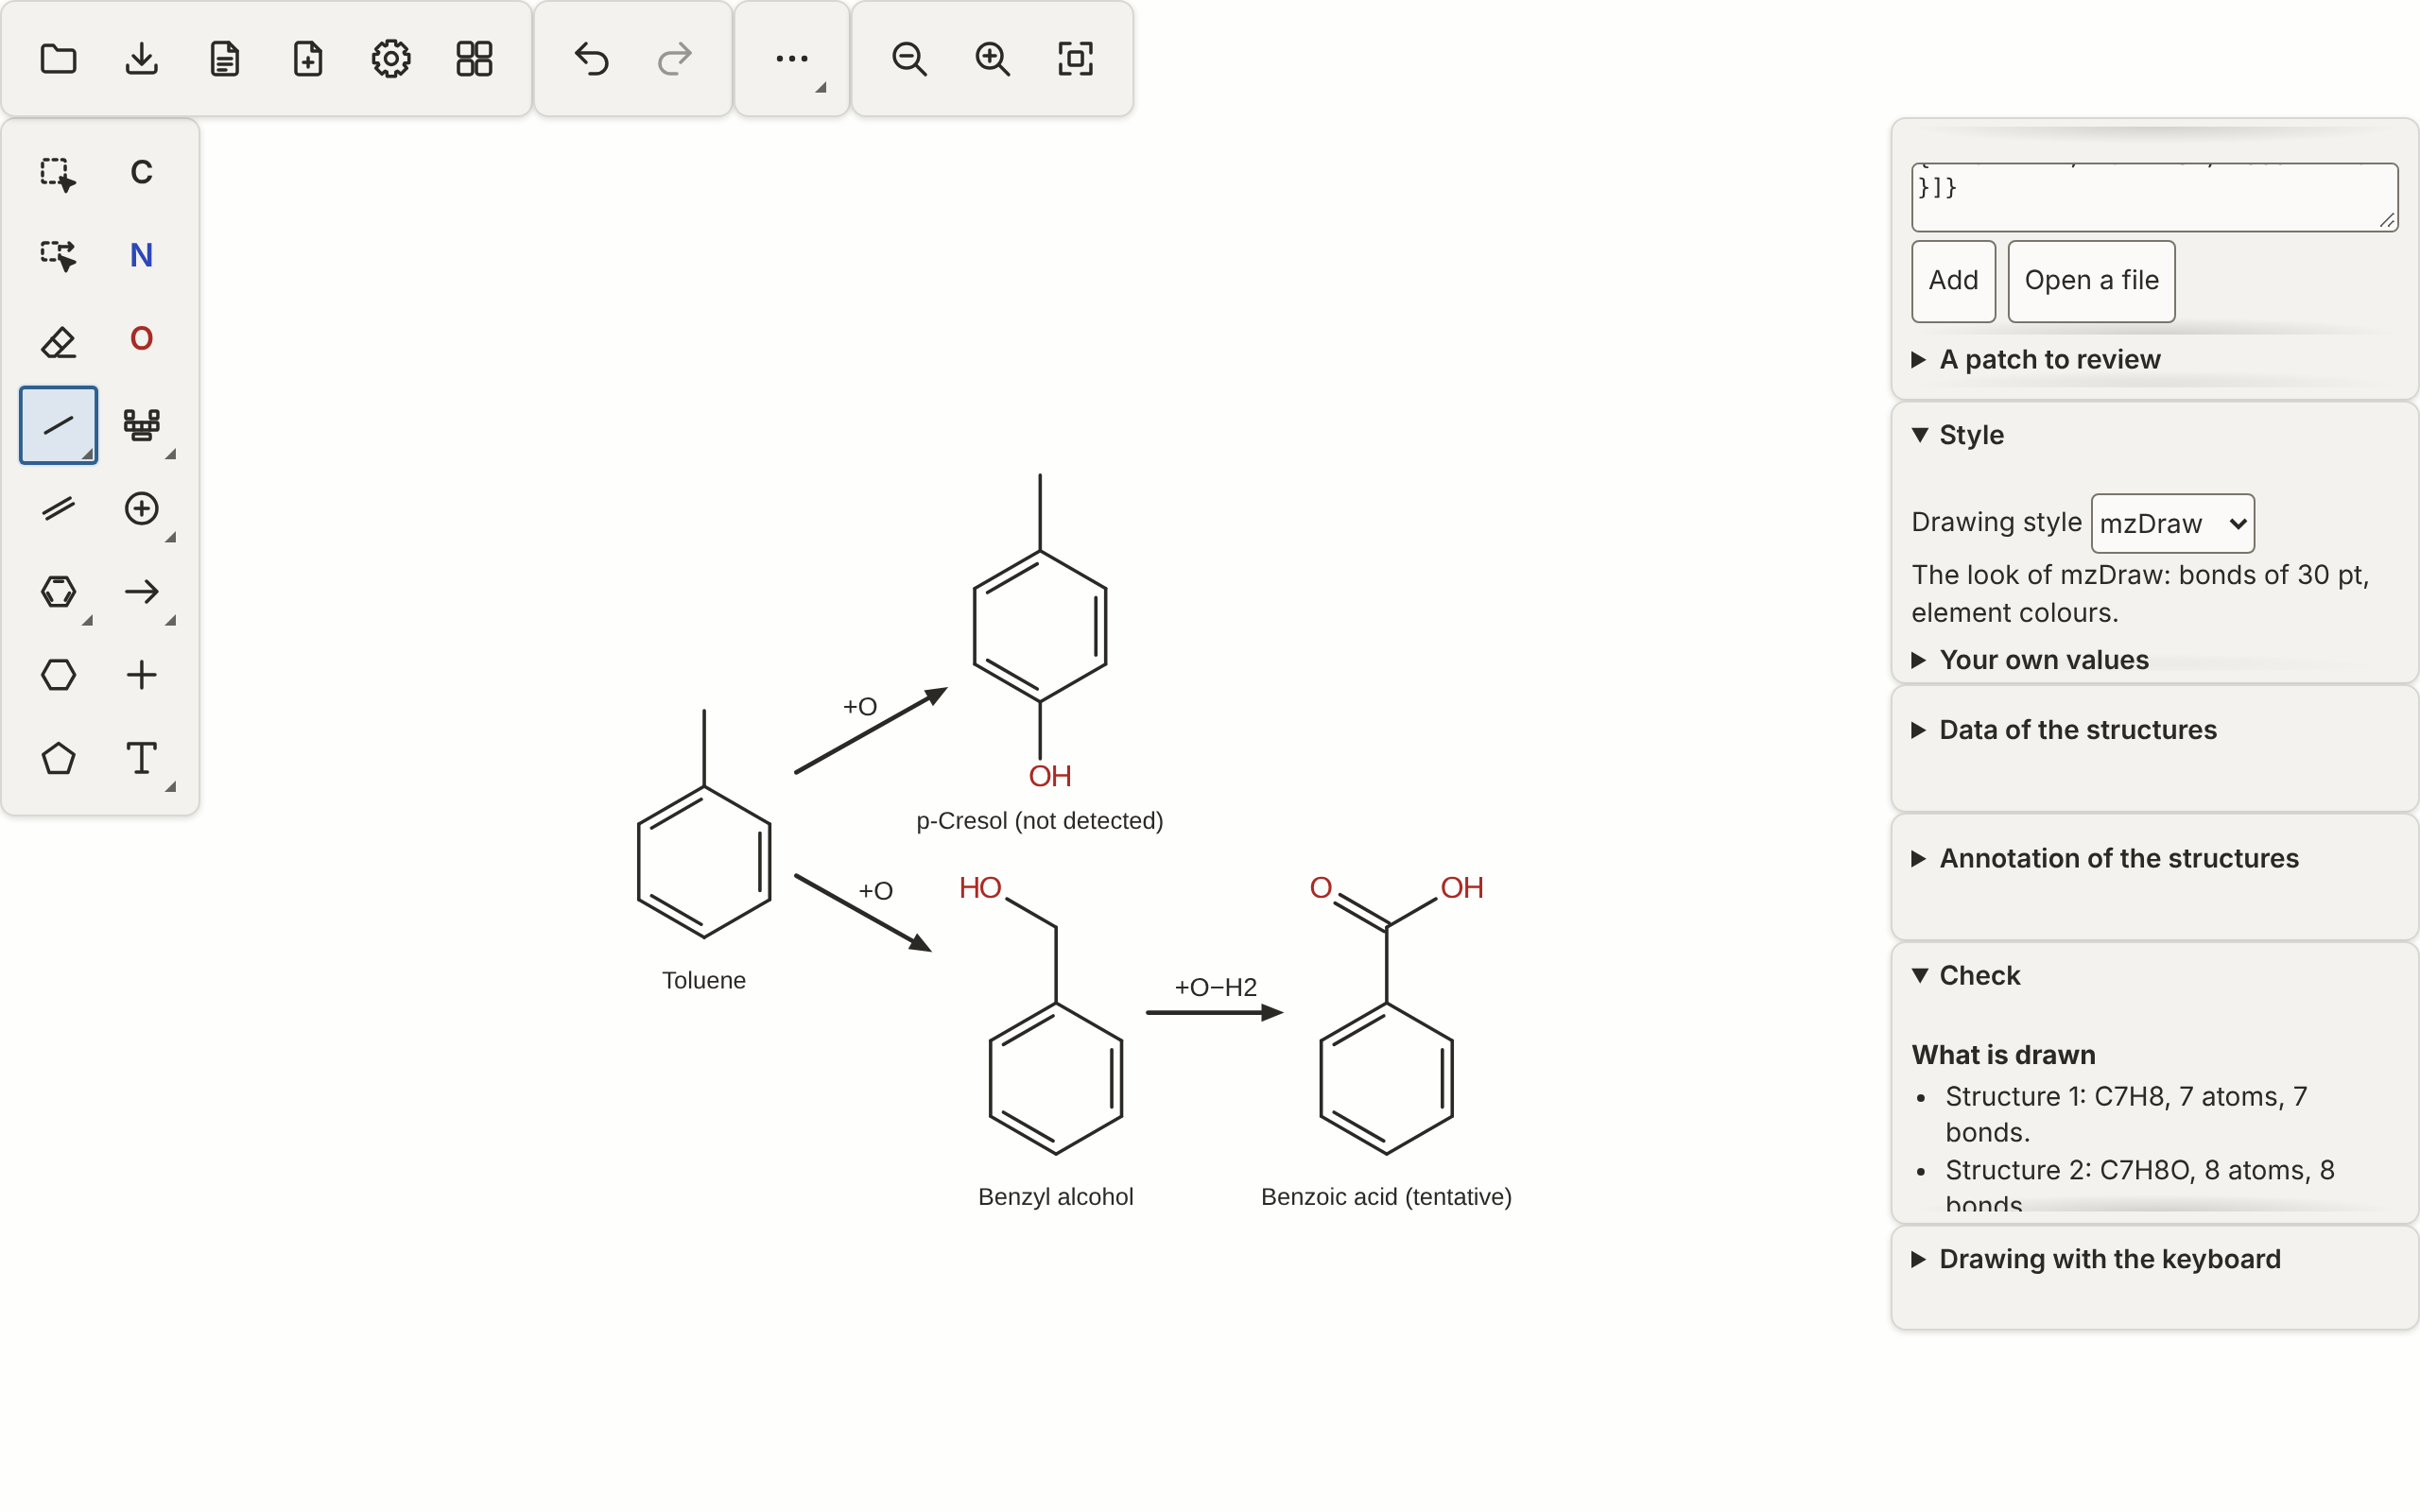 C
N
O
T
}]}
Add
Open a file
A patch to review
Style
Drawing style mzDraw
The look of mzDraw: bonds of 30 pt,
element colours.
Your own values
Data of the structures
Annotation of the structures
Check
What is drawn
Structure 1: C7H8, 7 atoms, 7
bonds.
Structure 2: C7H8O, 8 atoms, 8
bonds
Drawing with the keyboard
+O
OH
p-Cresol (not detected)
Toluene
+O
HO
Benzyl alcohol
+O−H2
O
OH
Benzoic acid (tentative)